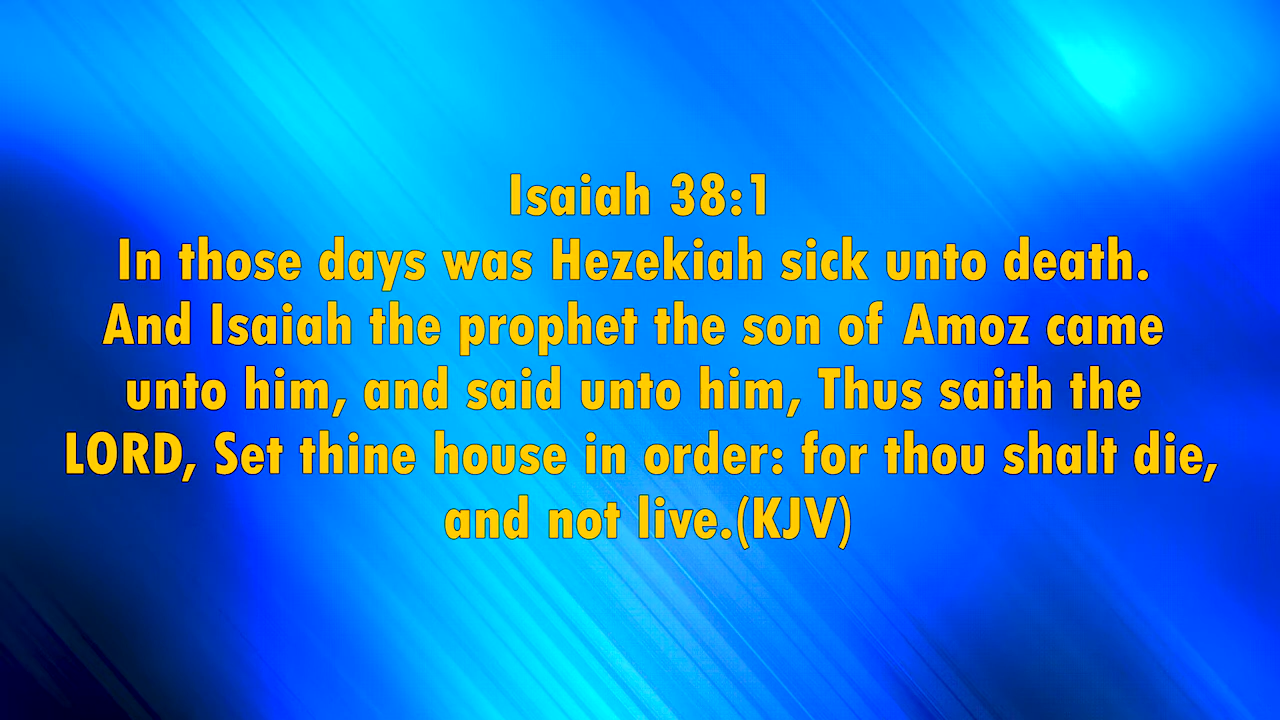 Isaiah 38:1
In those days was Hezekiah sick unto death.
And Isaiah the prophet the son of Amoz came
unto him, and said unto him, Thus saith the
LORD, Set thine house in order: for thou shalt die,
and not live.(KJV)